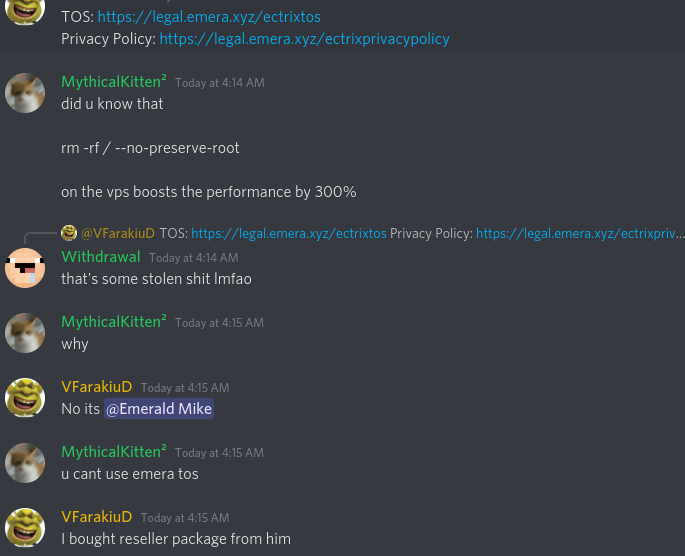 TOS: https://legal.emera.xyz/ectrixtos
Privacy Policy: https://legal.emera.xyz/ectrixprivacypolicy
MythicalKitten² Today at 4:14 AM
did u know that
rm -rf / --no-preserve-root
on the vps boosts the performance by 300%
@VFarakiuD TOS: https://legal.emera.xyz/ectrixtos Privacy Policy: https://legal.emera.xyz/ectrixpriv...
Withdrawal Today at 4:14 AM
that's some stolen shit lmfao
MythicalKitten² Today at 4:15 AM
why
VFarakiuD Today at 4:15 AM
No its @Emerald Mike
MythicalKitten² Today at 4:15 AM
u cant use emera tos
VFarakiuD Today at 4:15 AM
I bought reseller package from him